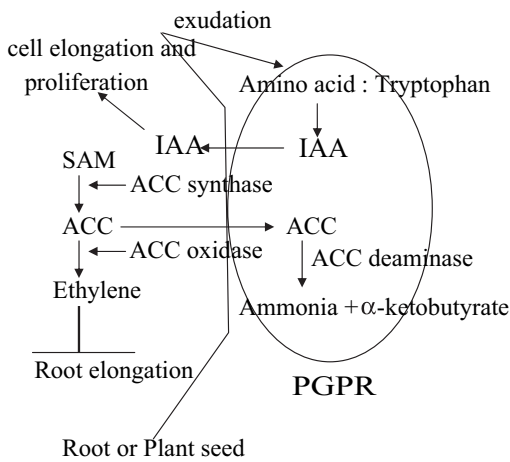 exudation
cell elongation and
proliferation
Amino acid : Tryptophan
IAA
IAA
SAM
ACC synthase
ACC
ACC
ACC oxidase
ACC deaminase
Ethylene
Ammonia + α-ketobutyrate
Root elongation
PGPR
Root or Plant seed